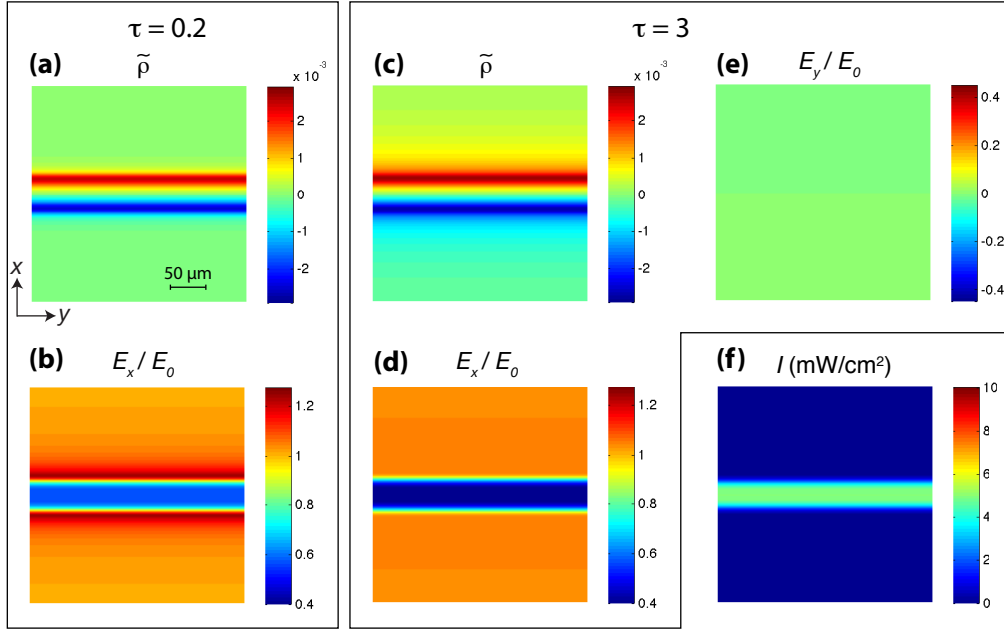 τ = 0.2
τ = 3
(a)
ρ̃
x 10⁻³
2
1
0
-1
-2
50 µm
x
y
(b)
Eₓ / E₀
1.2
1
0.8
0.6
0.4
(c)
ρ̃
x 10⁻³
2
1
0
-1
-2
(d)
Eₓ / E₀
1.2
1
0.8
0.6
0.4
(e)
E_y / E₀
0.4
0.2
0
-0.2
-0.4
(f)
I (mW/cm²)
10
8
6
4
2
0